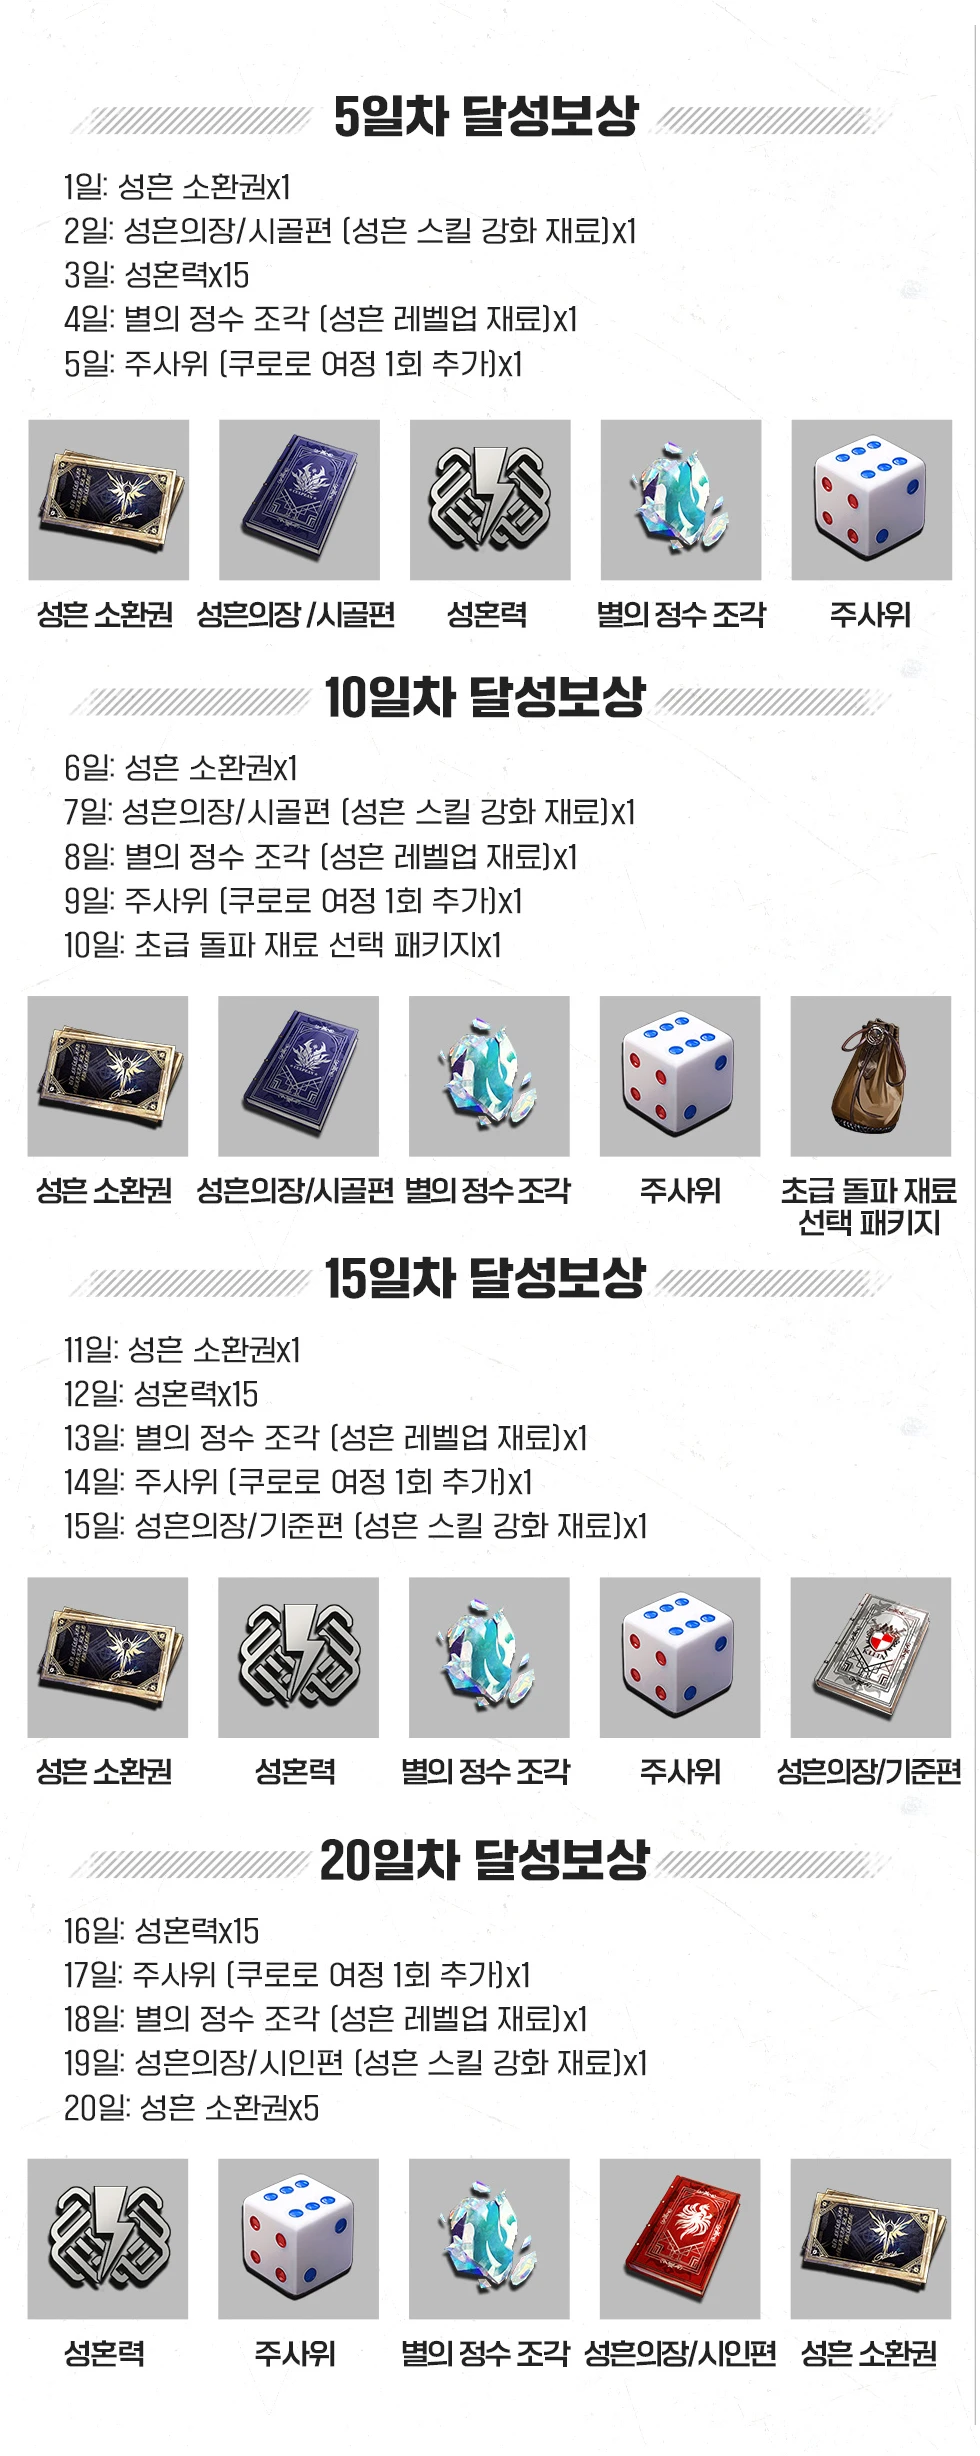 5일차 달성보상
1일: 성흔 소환권x1
2일: 성흔의장/시골편 (성흔 스킬 강화 재료)x1
3일: 성혼력x15
4일: 별의 정수 조각 (성흔 레벨업 재료)x1
5일: 주사위 (쿠로로 여정 1회 추가)x1
성흔 소환권 성흔의장 /시골편 성혼력 별의 정수 조각 주사위
10일차 달성보상
6일: 성흔 소환권x1
7일: 성흔의장/시골편 (성흔 스킬 강화 재료)x1
8일: 별의 정수 조각 (성흔 레벨업 재료)x1
9일: 주사위 (쿠로로 여정 1회 추가)x1
10일: 초급 돌파 재료 선택 패키지x1
성흔 소환권 성흔의장/시골편 별의 정수 조각 주사위 초급 돌파 재료
선택 패키지
15일차 달성보상
11일: 성흔 소환권x1
12일: 성혼력x15
13일: 별의 정수 조각 (성흔 레벨업 재료)x1
14일: 주사위 (쿠로로 여정 1회 추가)x1
15일: 성흔의장/기준편 (성흔 스킬 강화 재료)x1
성흔 소환권 성혼력 별의 정수 조각 주사위 성흔의장/기준편
20일차 달성보상
16일: 성혼력x15
17일: 주사위 (쿠로로 여정 1회 추가)x1
18일: 별의 정수 조각 (성흔 레벨업 재료)x1
19일: 성흔의장/시인편 (성흔 스킬 강화 재료)x1
20일: 성흔 소환권x5
성혼력 주사위 별의 정수 조각 성흔의장/시인편 성흔 소환권